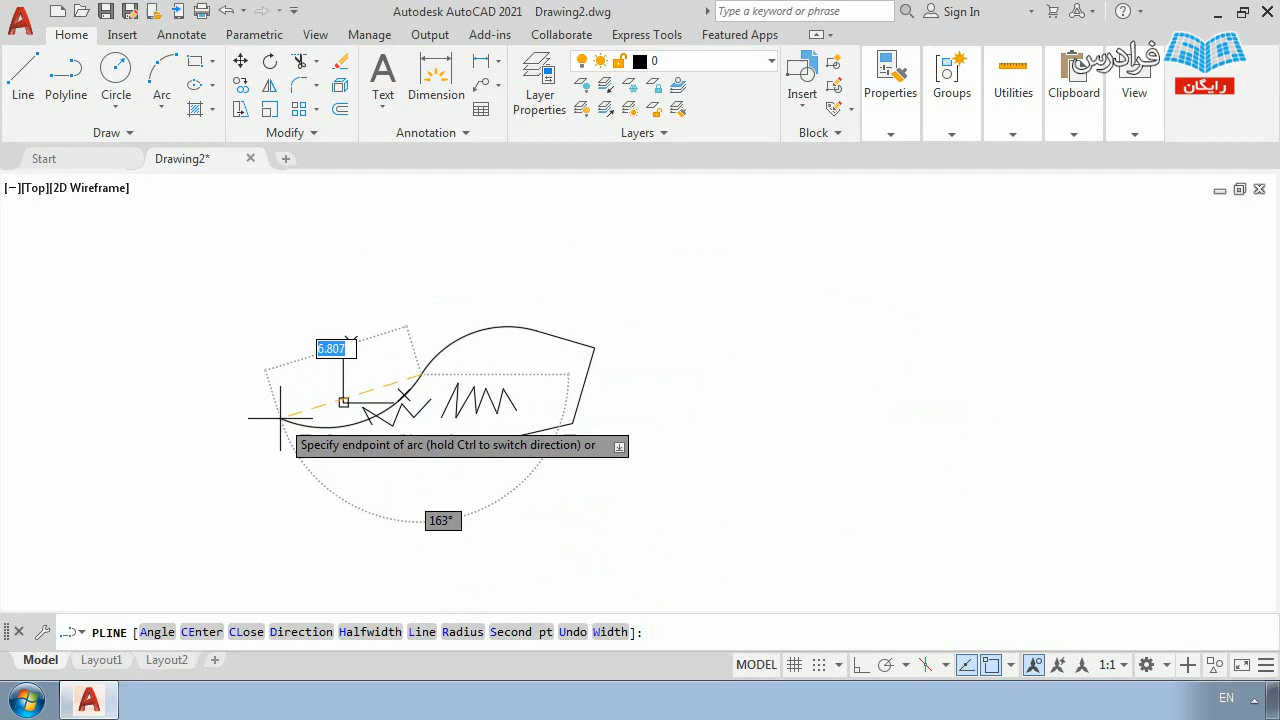 Autodesk AutoCAD 2021 Drawing2.dwg
Type a keyword or phrase
Sign In
Home Insert Annotate Parametric View Manage Output Add-ins Collaborate Express Tools Featured Apps
Line Polyline Circle Arc
Text Dimension
Layer
Properties
0
Insert
Properties Groups Utilities Clipboard View
Draw Modify Annotation Layers Block
فرادرس
رایگان
Start Drawing2*
[−][Top][2D Wireframe]
6.807
Specify endpoint of arc (hold Ctrl to switch direction) or
163°
PLINE [Angle CEnter CLose Direction Halfwidth Line Radius Second pt Undo Width]:
Model Layout1 Layout2
MODEL 1:1
EN